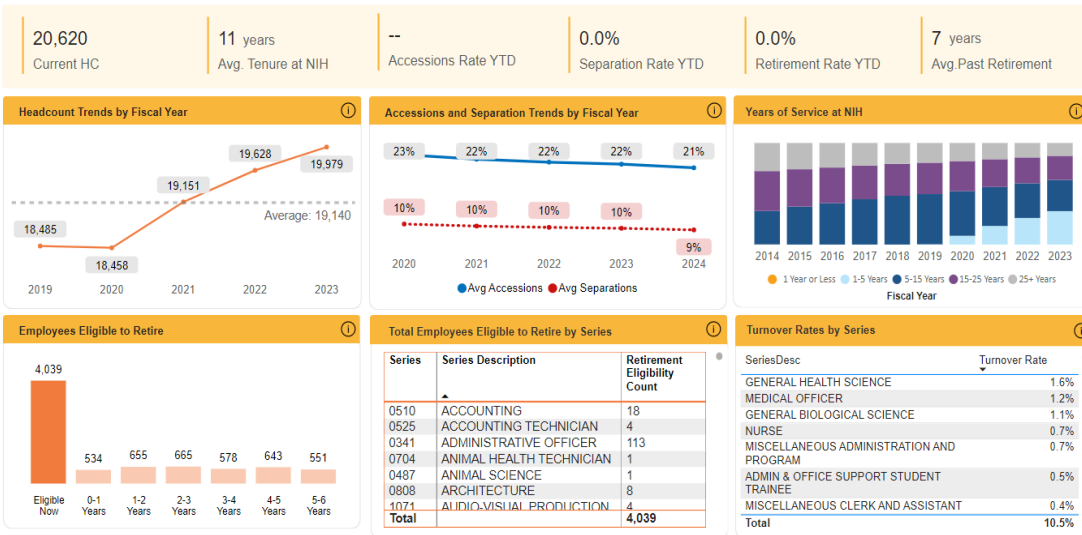 20,620
Current HC
11 years
Avg. Tenure at NIH
--
Accessions Rate YTD
0.0%
Separation Rate YTD
0.0%
Retirement Rate YTD
7 years
Avg.Past Retirement
Headcount Trends by Fiscal Year
18,485
18,458
19,151
19,628
19,979
Average: 19,140
2019 2020 2021 2022 2023
Accessions and Separation Trends by Fiscal Year
23% 22% 22% 22% 21%
10% 10% 10% 10% 9%
2020 2021 2022 2023 2024
Avg Accessions Avg Separations
Years of Service at NIH
2014 2015 2016 2017 2018 2019 2020 2021 2022 2023
1 Year or Less 1-5 Years 5-15 Years 15-25 Years 25+ Years
Fiscal Year
Employees Eligible to Retire
4,039 534 655 665 578 643 551
Eligible Now 0-1 Years 1-2 Years 2-3 Years 3-4 Years 4-5 Years 5-6 Years
Total Employees Eligible to Retire by Series
Series Series Description Retirement Eligibility Count
0510 ACCOUNTING 18
0525 ACCOUNTING TECHNICIAN 4
0341 ADMINISTRATIVE OFFICER 113
0704 ANIMAL HEALTH TECHNICIAN 1
0487 ANIMAL SCIENCE 1
0808 ARCHITECTURE 8
1071 AUDIO-VISUAL PRODUCTION 4
Total 4,039
Turnover Rates by Series
SeriesDesc Turnover Rate
GENERAL HEALTH SCIENCE 1.6%
MEDICAL OFFICER 1.2%
GENERAL BIOLOGICAL SCIENCE 1.1%
NURSE 0.7%
MISCELLANEOUS ADMINISTRATION AND 0.7%
PROGRAM
ADMIN & OFFICE SUPPORT STUDENT 0.5%
TRAINEE
MISCELLANEOUS CLERK AND ASSISTANT 0.4%
Total 10.5%